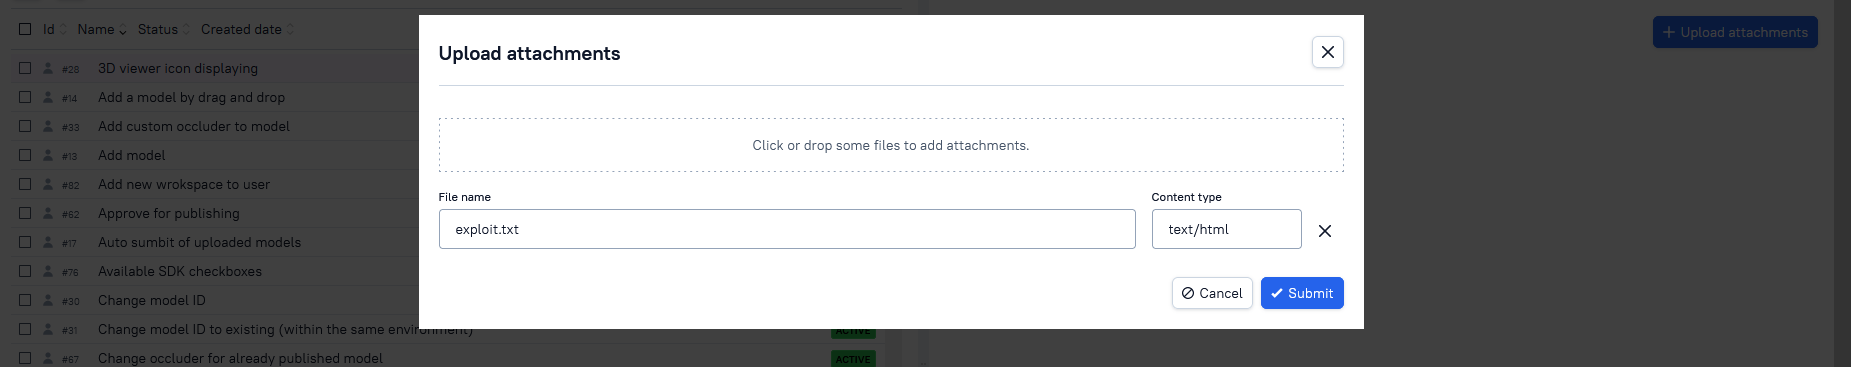 Id Name Status Created date
Upload attachments
+ Upload attachments
#28 3D viewer icon displaying
#14 Add a model by drag and drop
#33 Add custom occluder to model
#13 Add model
#82 Add new wrokspace to user
#62 Approve for publishing
#17 Auto sumbit of uploaded models
#76 Available SDK checkboxes
#30 Change model ID
#31 Change model ID to existing (within the same environment) ACTIVE
#67 Change occluder for already published model ACTIVE
Click or drop some files to add attachments.
File name Content type
exploit.txt text/html
Cancel Submit